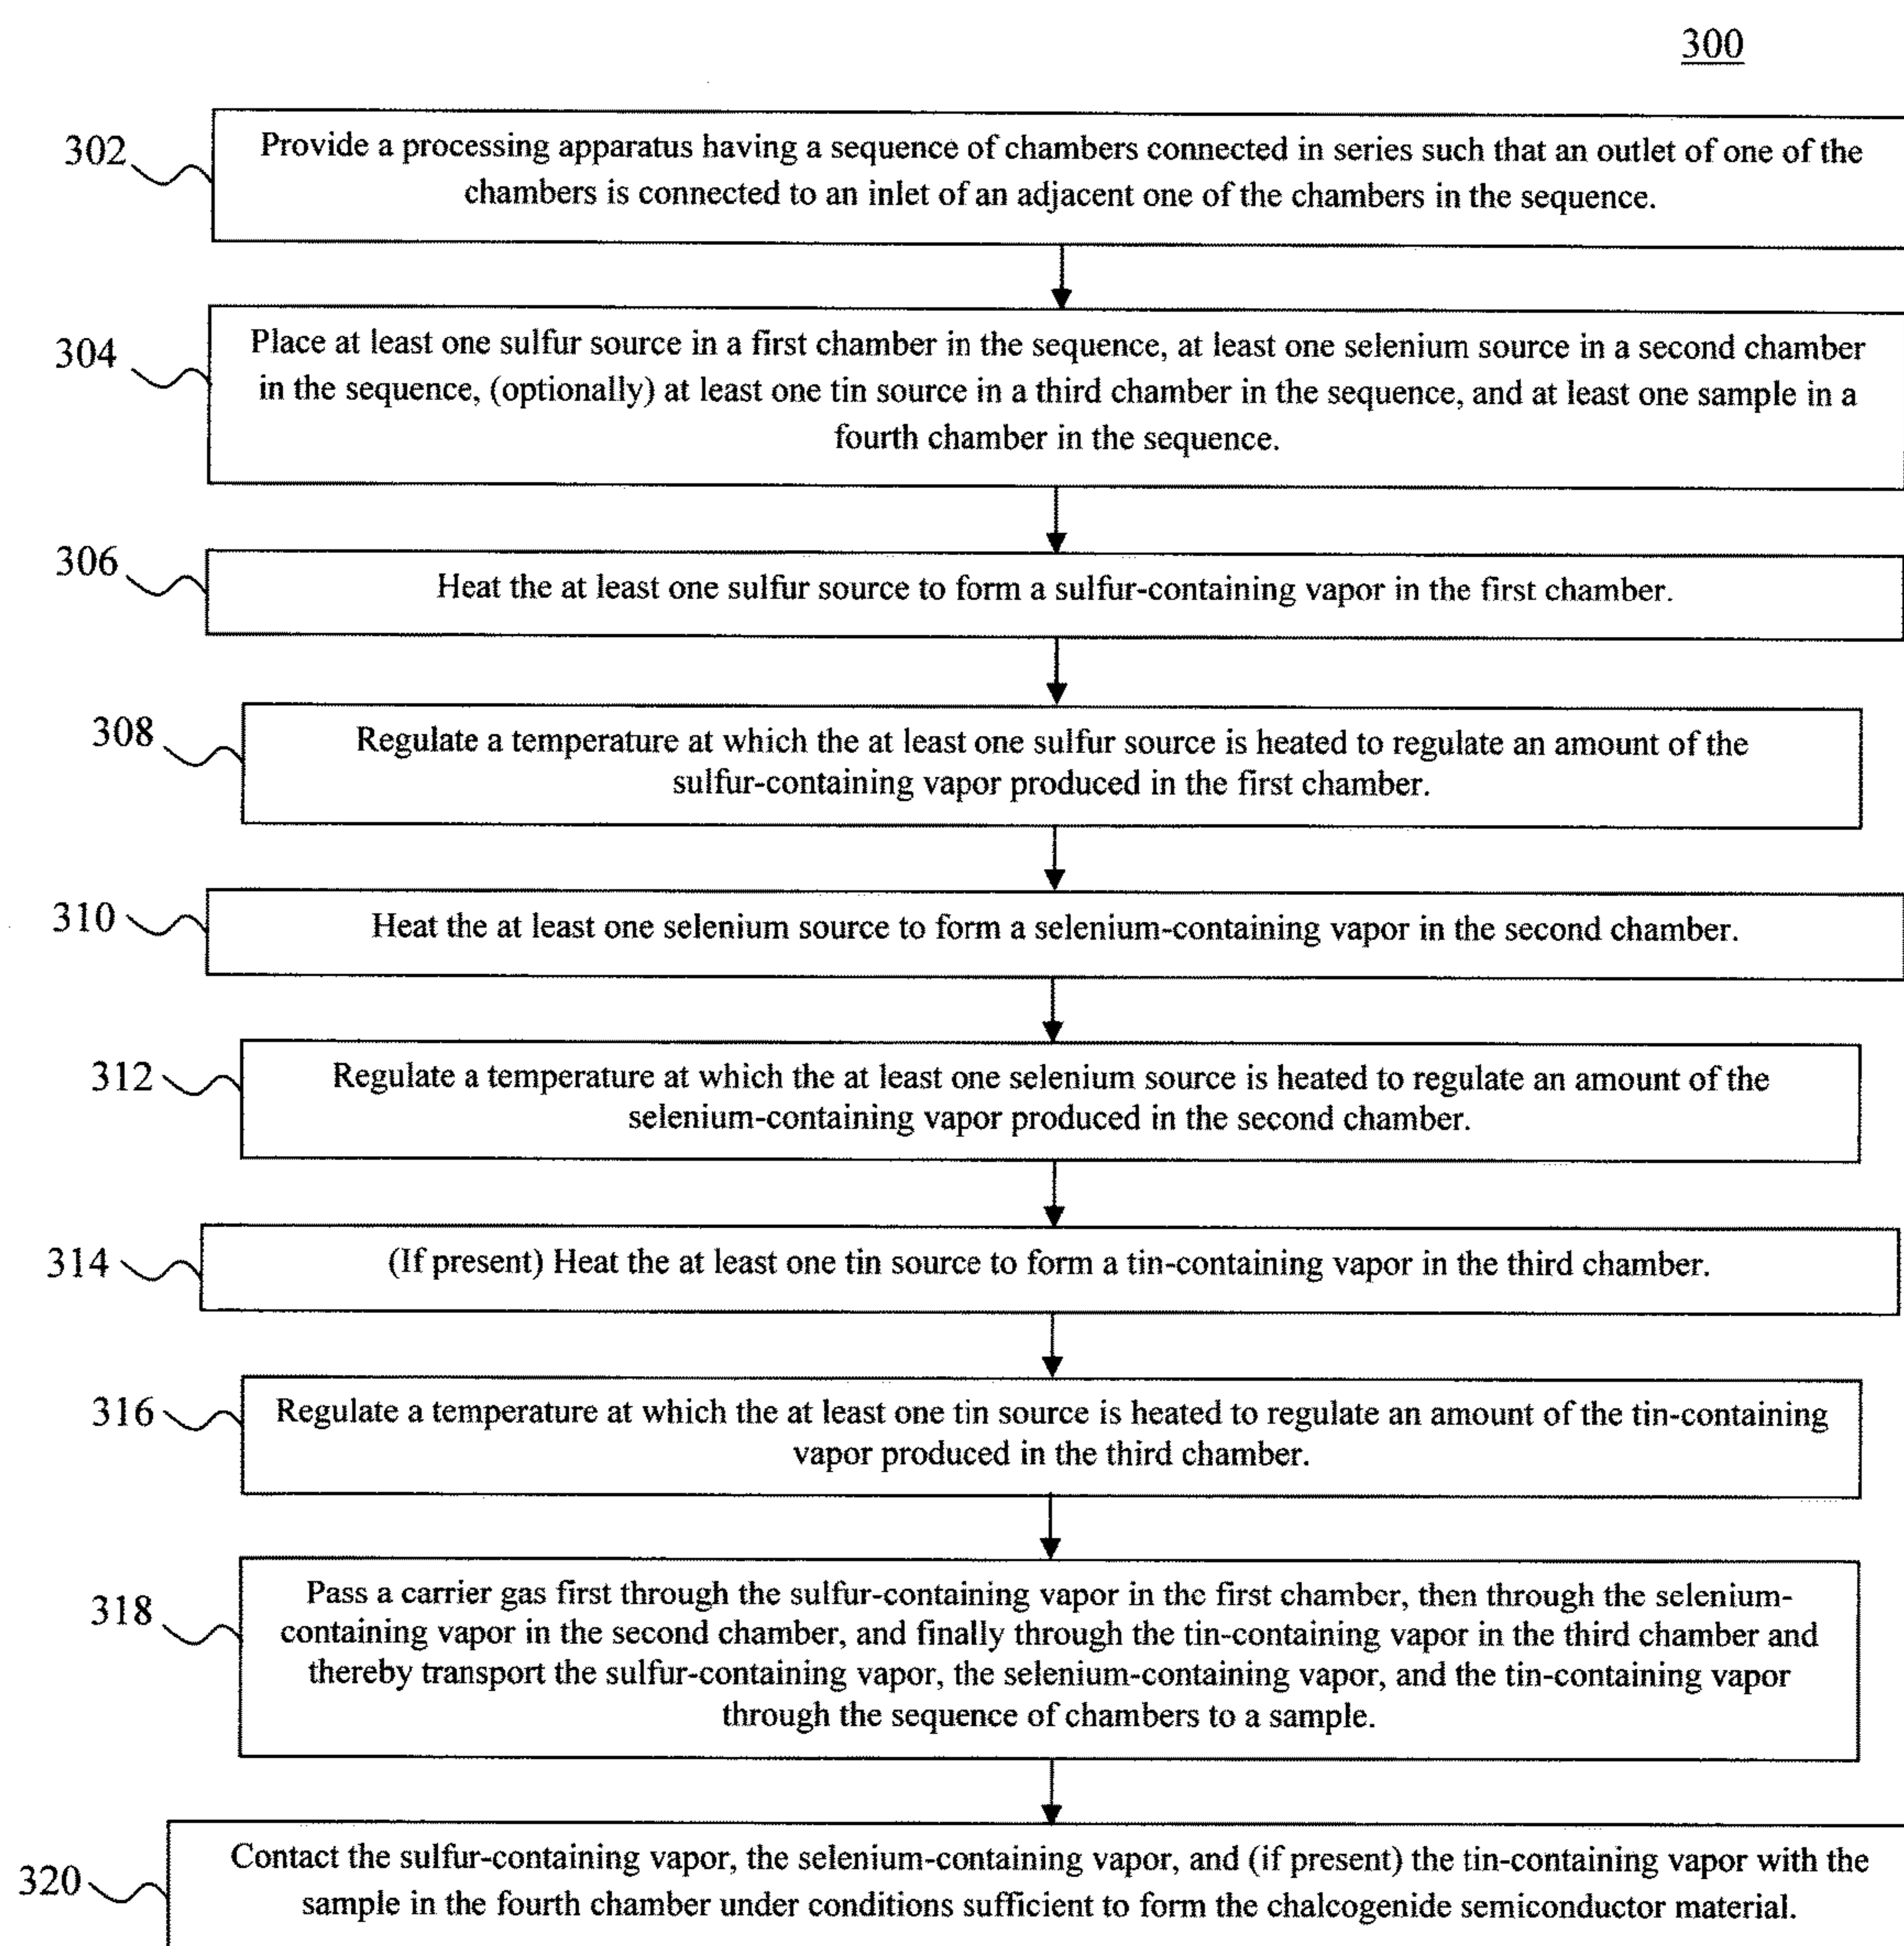 300
302
Provide a processing apparatus having a sequence of chambers connected in series such that an outlet of one of the
chambers is connected to an inlet of an adjacent one of the chambers in the sequence.
304
Place at least one sulfur source in a first chamber in the sequence, at least one selenium source in a second chamber
in the sequence, (optionally) at least one tin source in a third chamber in the sequence, and at least one sample in a
fourth chamber in the sequence.
306
Heat the at least one sulfur source to form a sulfur-containing vapor in the first chamber.
308
Regulate a temperature at which the at least one sulfur source is heated to regulate an amount of the
sulfur-containing vapor produced in the first chamber.
310
Heat the at least one selenium source to form a selenium-containing vapor in the second chamber.
312
Regulate a temperature at which the at least one selenium source is heated to regulate an amount of the
selenium-containing vapor produced in the second chamber.
314
(If present) Heat the at least one tin source to form a tin-containing vapor in the third chamber.
316
Regulate a temperature at which the at least one tin source is heated to regulate an amount of the tin-containing
vapor produced in the third chamber.
318
Pass a carrier gas first through the sulfur-containing vapor in the first chamber, then through the selenium-
containing vapor in the second chamber, and finally through the tin-containing vapor in the third chamber and
thereby transport the sulfur-containing vapor, the selenium-containing vapor, and the tin-containing vapor
through the sequence of chambers to a sample.
320
Contact the sulfur-containing vapor, the selenium-containing vapor, and (if present) the tin-containing vapor with the
sample in the fourth chamber under conditions sufficient to form the chalcogenide semiconductor material.